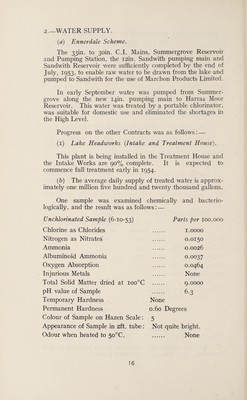 2.—WATER SUPPLY.
(a) Ennerdale Scheme.
The 33in. to 30in. C.I. Mains, Summergrove Reservoir
and Pumping Station, the 12in. Sandwith pumping main and
Sandwith Reservoir were sufficiently completed by the end of
July, 1953, to enable raw water to be drawn from the lake and
pumped to Sandwith for the use of Marchon Products Limited.
In early September water was pumped from Summer-
grove along the new 24in. pumping main to Harras Moor
Reservoir. This water was treated by a portable chlorinator,
was suitable for domestic use and eliminated the shortages in
the High Level.
Progress on the other Contracts was as follows:—
(1) Lake Headworks (Intake and Treatment House).
This plant is being installed in the Treatment House and
the Intake Works are 90% complete. It is expected to
commence full treatment early in 1954.
(b) The average daily supply of treated water is approx-
imately one million five hundred and twenty thousand gallons.
One sample was examined chemically and bacterio-
logically, and the result was as follows:—
Unchlorinated Sample (6-10-53) Parts per 100.000
Chlorine as Chlorides ...... 1.0000
Nitrogen as Nitrates ...... 0.0150
Ammonia ...... 0.0026
Albuminoid Ammonia ...... 0.0037
Oxygen Absorption ...... 0.0464
Injurious Metals ...... None
Total Solid Matter dried at 100°C ...... 9.0000
pH value of Sample ...... 6.3
Temporary Hardness None
Permanent Hardness 0.60 Degrees
Colour of Sample on Hazen Scale: 5
Appearance of Sample in 2ft. tube: Not quite bright.
Odour when heated to 50°C. ...... None
16